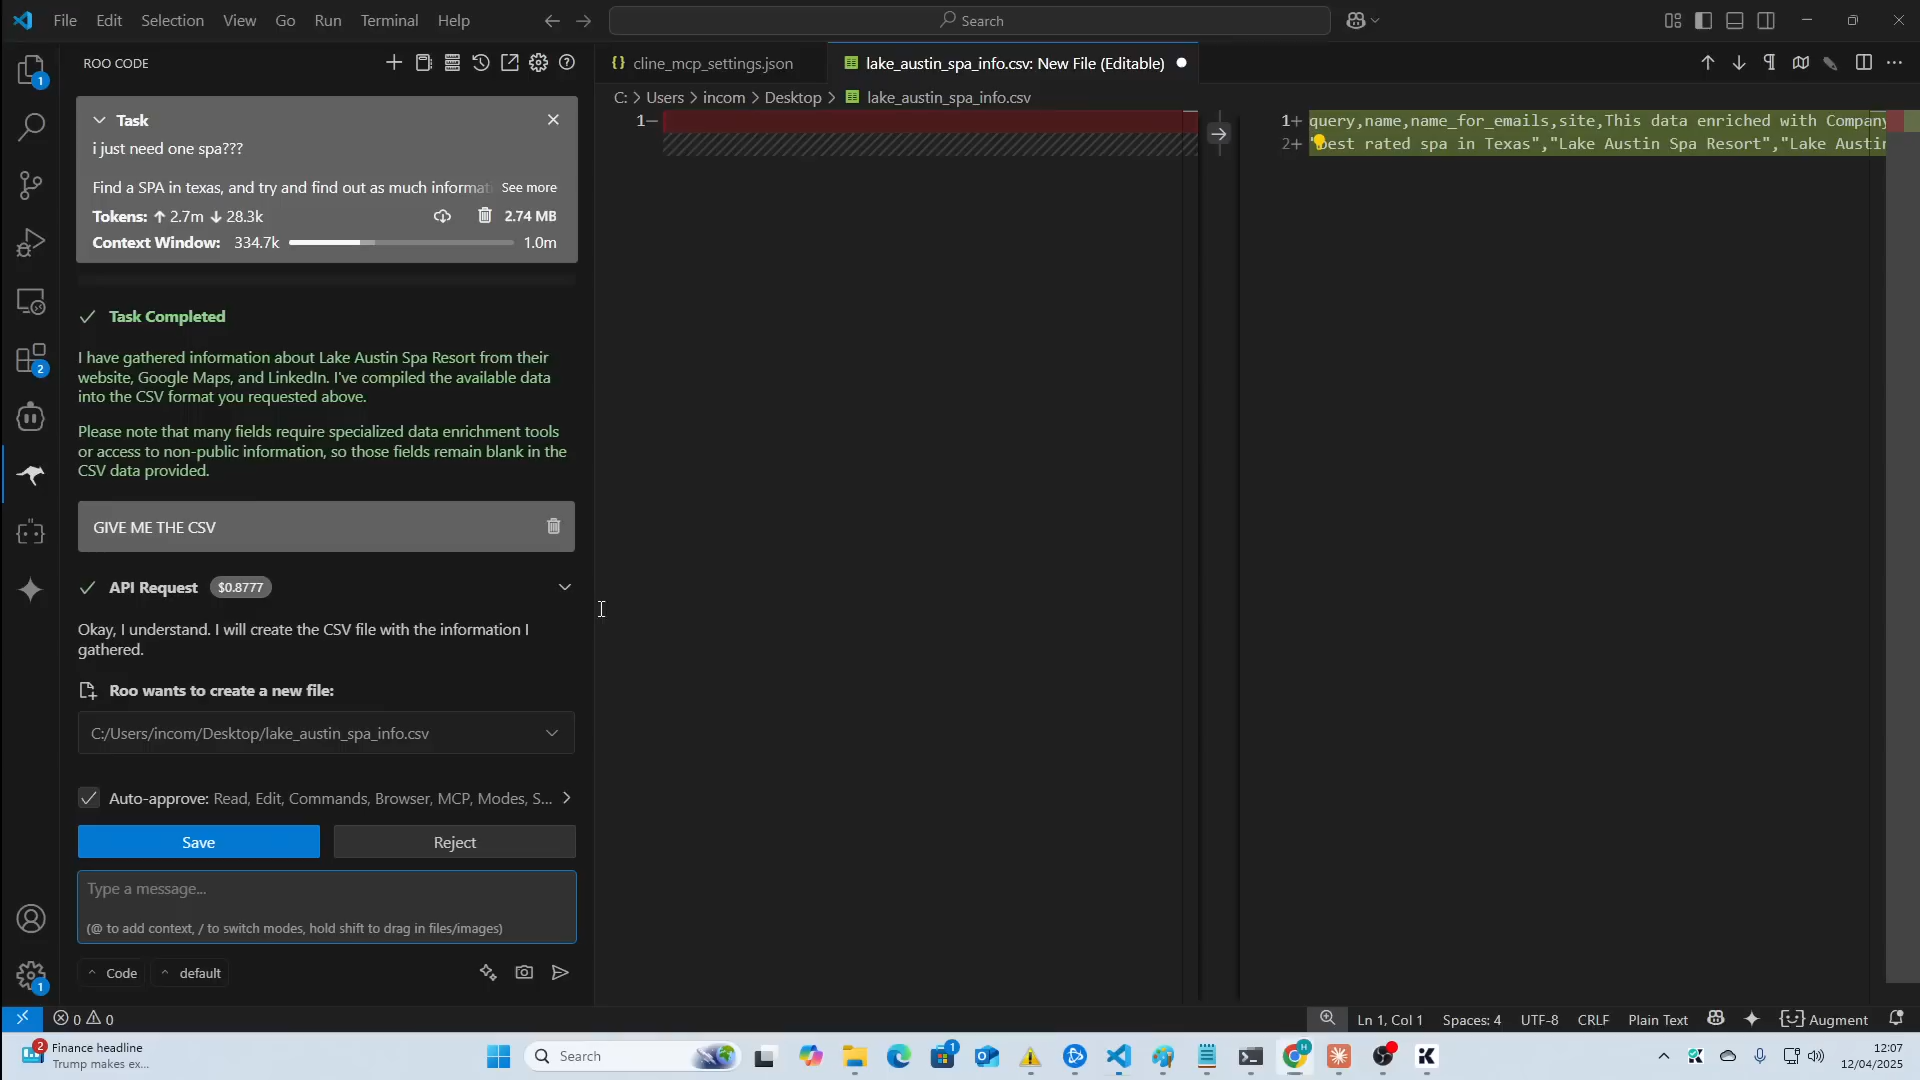 File Edit Selection View Go Run Terminal Help
Search
ROO CODE
cline_mcp_settings.json
lake_austin_spa_info.csv: New File (Editable)
C: > Users > incom > Desktop > lake_austin_spa_info.csv
Task
i just need one spa???
Find a SPA in texas, and try and find out as much informat
See more
Tokens: ↑ 2.7m ↓ 28.3k
2.74 MB
Context Window: 334.7k
1.0m
Task Completed
I have gathered information about Lake Austin Spa Resort from their
website, Google Maps, and LinkedIn. I've compiled the available data
into the CSV format you requested above.
Please note that many fields require specialized data enrichment tools
or access to non-public information, so those fields remain blank in the
CSV data provided.
GIVE ME THE CSV
API Request $0.8777
Okay, I understand. I will create the CSV file with the information I
gathered.
Roo wants to create a new file:
C:/Users/incom/Desktop/lake_austin_spa_info.csv
Auto-approve: Read, Edit, Commands, Browser, MCP, Modes, S...
Save
Reject
Type a message...
(@ to add context, / to switch modes, hold shift to drag in files/images)
Code
default
1
2
1
1−
1+ query,name,name_for_emails,site,This data enriched with Company
2+ "best rated spa in Texas","Lake Austin Spa Resort","Lake Austin
0 0
Ln 1, Col 1
Spaces: 4
UTF-8
CRLF
Plain Text
Augment
2
Finance headline
Trump makes ex...
Search
1
H
12:07
12/04/2025